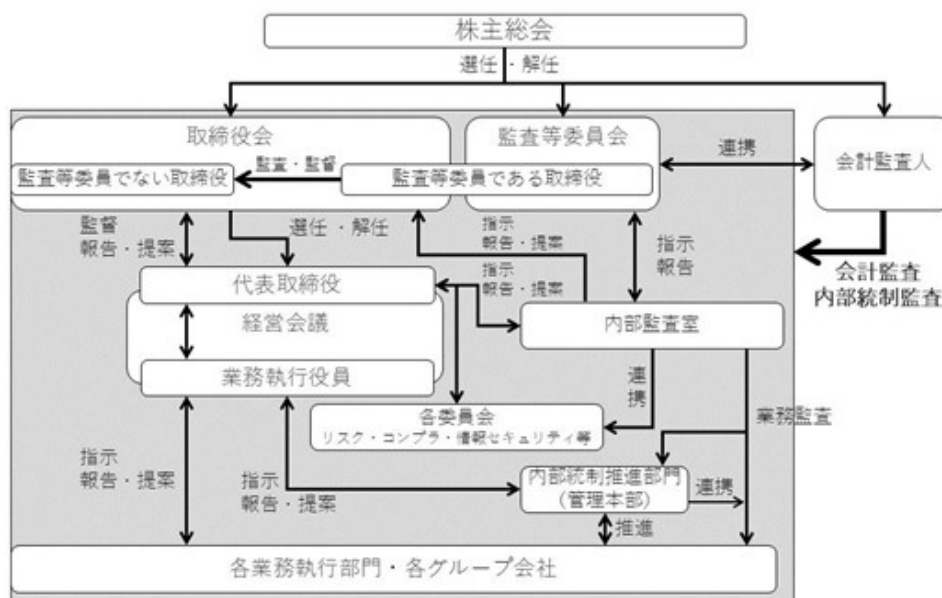 株主総会
選任・解任
取締役会
監査等委員会
会計監査人
連携
監査・監督
監査等委員でない取締役
監査等委員である取締役
監督
報告・提案
選任・解任
指示
報告・提案
指示
報告
会計監査
内部統制監査
代表取締役
指示
報告・提案
経営会議
内部監査室
業務執行役員
連携
各委員会
リスク・コンプラ・情報セキュリティ等
業務監査
指示
報告・提案
指示
報告・提案
内部統制推進部門
(管理本部)
連携
推進
各業務執行部門・各グループ会社